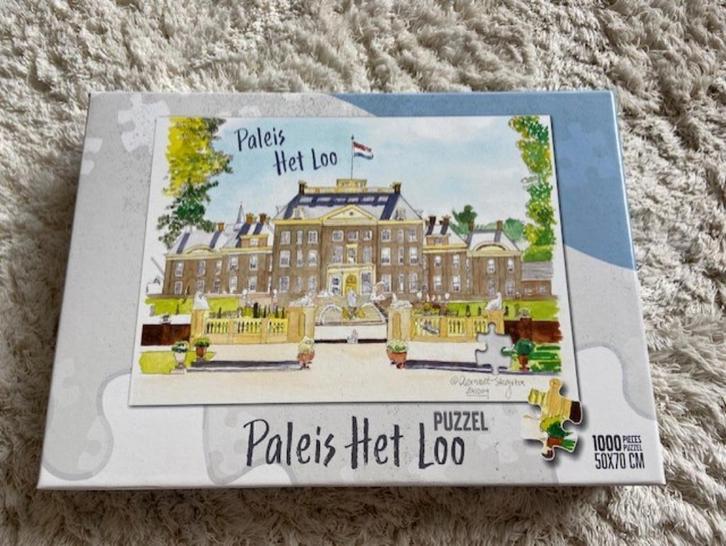 Paleis
Het Loo
PUZZEL
Paleis Het Loo
1000 PIECES
PUZZEL
50X70 CM